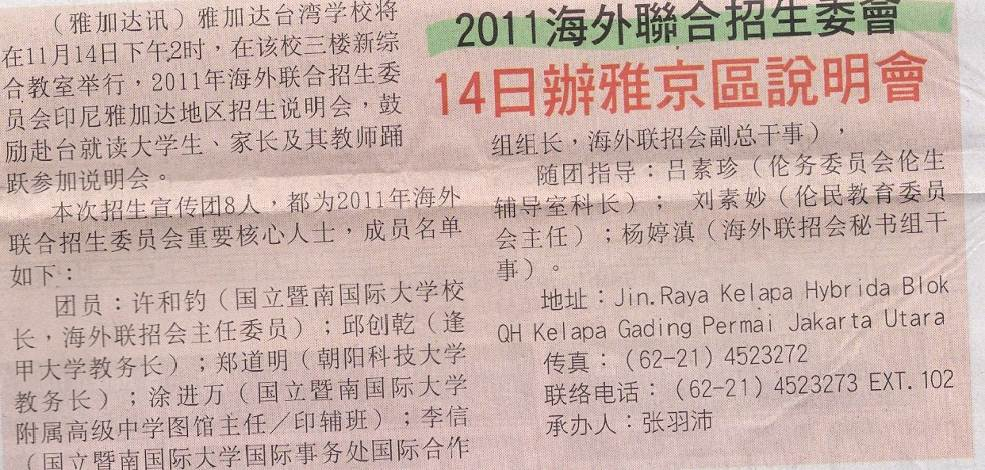 2011海外聯合招生委會
14日辦雅京區說明會
（雅加达讯）雅加达台湾学校将
在11月14日下午2时，在该校三楼新综
合教室举行，2011年海外联合招生委
员会印尼雅加达地区招生说明会，鼓
励赴台就读大学生、家长及其教师踊
跃参加说明会。
本次招生宣传团8人，都为2011年海外
联合招生委员会重要核心人士，成员名单
如下：
团员：许和钧（国立暨南国际大学校
长，海外联招会主任委员）；邱创乾（逢
甲大学教务长）；郑道明（朝阳科技大学
教务长）；涂进万（国立暨南国际大学
附属高级中学图馆主任／印辅班）；李信
（国立暨南国际大学国际事务处国际合作
组组长，海外联招会副总干事），
随团指导：吕素珍（伦务委员会伦生
辅导室科长）； 刘素妙（伦民教育委员
会主任）；杨婷滇（海外联招会秘书组干
事）。
地址：Jin.Raya Kelapa Hybrida Blok
QH Kelapa Gading Permai Jakarta Utara
传真：（62-21）4523272
联络电话：（62-21）4523273 EXT.102
承办人：张羽沛